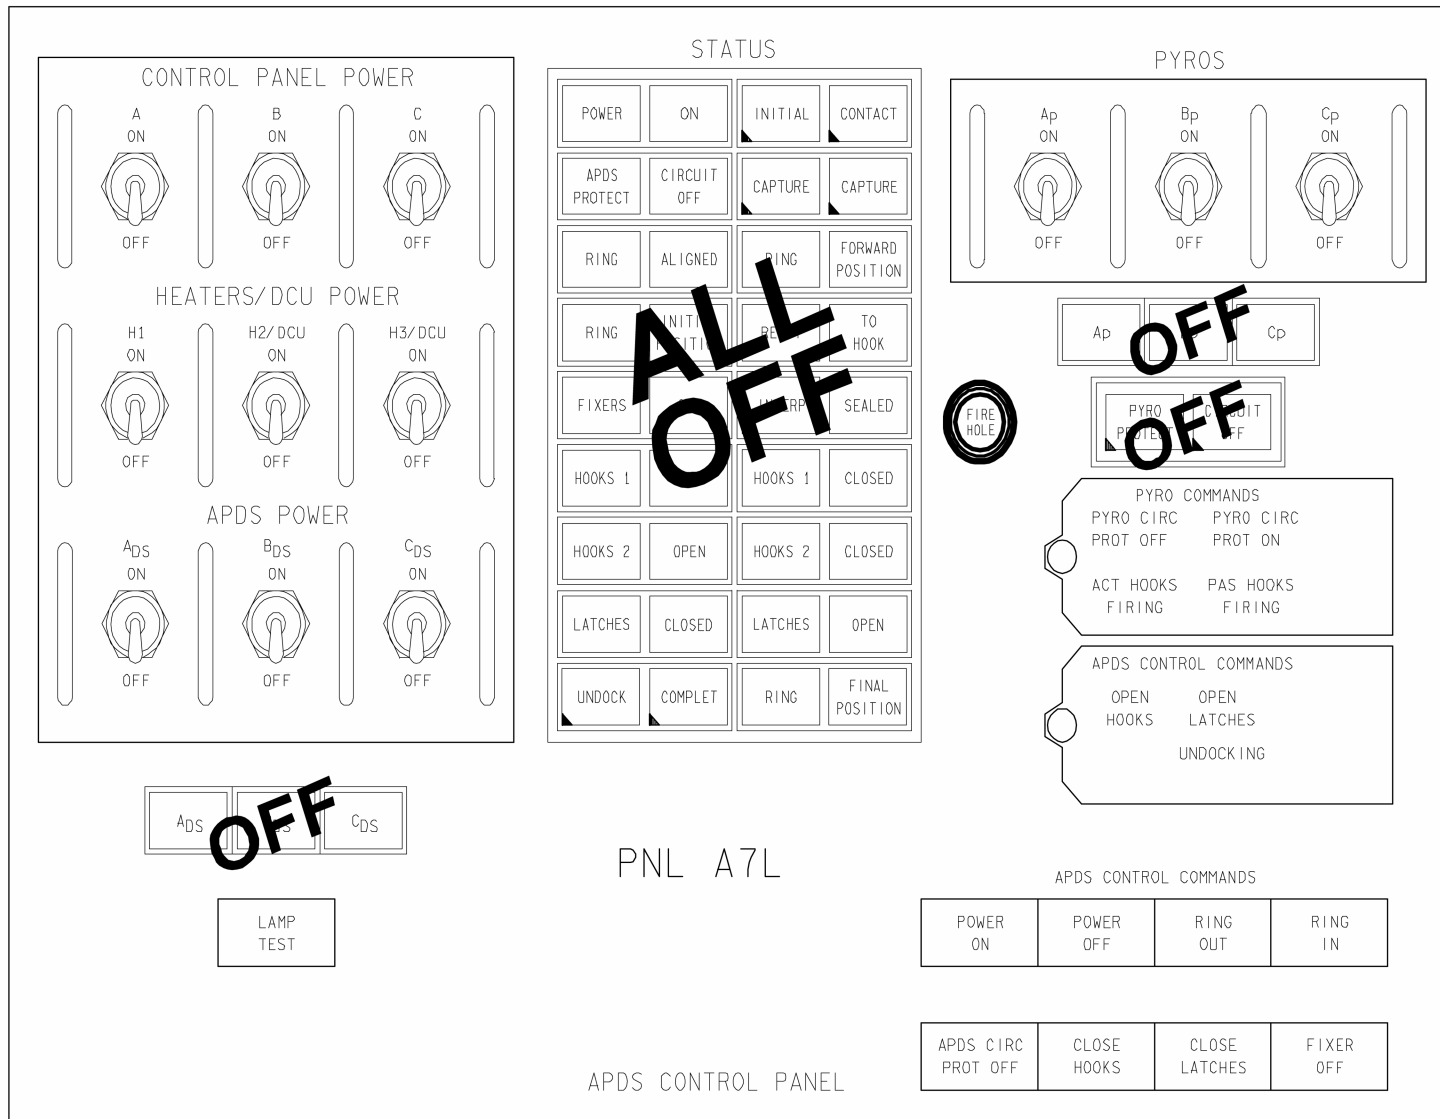 STATUS
PYROS
CONTROL PANEL POWER
A
ON
OFF
B
ON
OFF
C
ON
OFF
HEATERS/DCU POWER
H1
ON
OFF
H2/DCU
ON
OFF
H3/DCU
ON
OFF
APDS POWER
ADS
ON
OFF
BDS
ON
OFF
CDS
ON
OFF
ADS
CDS
OFF
LAMP
TEST
POWER
ON
INITIAL
CONTACT
APDS
PROTECT
CIRCUIT
OFF
CAPTURE
CAPTURE
RING
ALIGNED
RING
FORWARD
POSITION
RING
TO
HOOK
FIXERS
SEALED
HOOKS 1
HOOKS 1
CLOSED
HOOKS 2
OPEN
HOOKS 2
CLOSED
LATCHES
CLOSED
LATCHES
OPEN
UNDOCK
COMPLET
RING
FINAL
POSITION
ALL
OFF
Ap
ON
OFF
Bp
ON
OFF
Cp
ON
OFF
Ap
Cp
OFF
FIRE
HOLE
PYRO
PROTECT
CIRCUIT
OFF
OFF
PYRO COMMANDS
PYRO CIRC
PROT OFF
PYRO CIRC
PROT ON
ACT HOOKS
FIRING
PAS HOOKS
FIRING
APDS CONTROL COMMANDS
OPEN
HOOKS
OPEN
LATCHES
UNDOCKING
PNL A7L
APDS CONTROL COMMANDS
POWER
ON
POWER
OFF
RING
OUT
RING
IN
APDS CIRC
PROT OFF
CLOSE
HOOKS
CLOSE
LATCHES
FIXER
OFF
APDS CONTROL PANEL